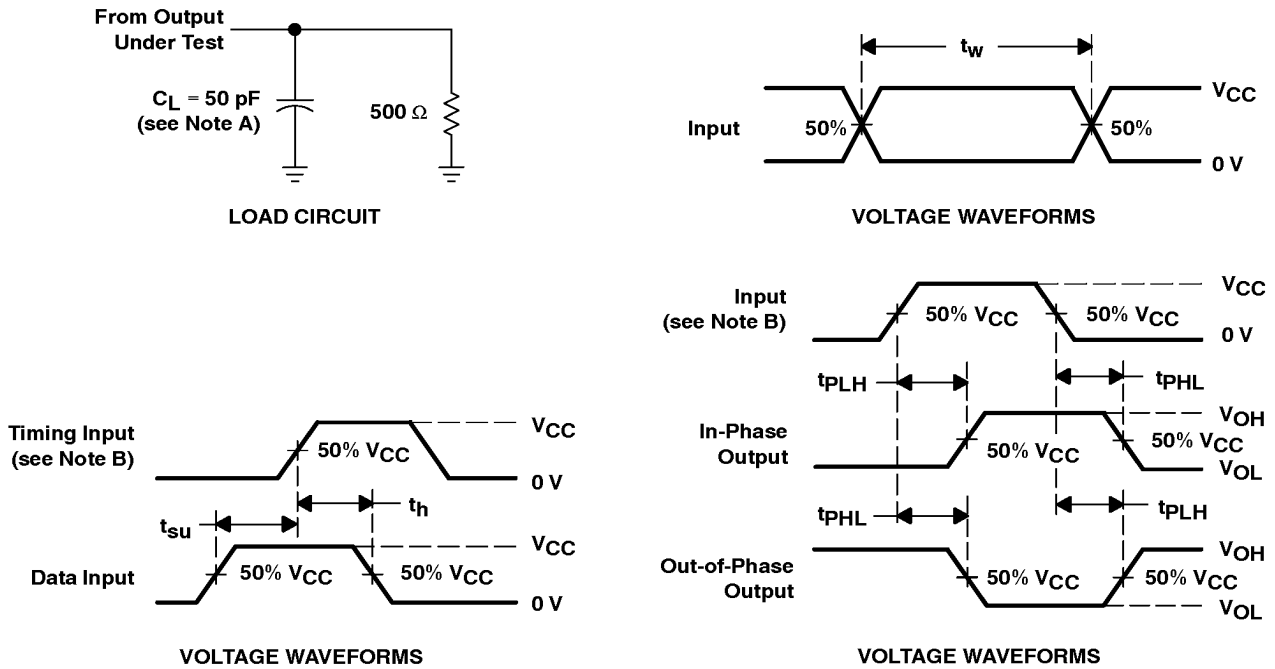 From Output
Under Test
CL = 50 pF
(see Note A)
500 Ω
LOAD CIRCUIT
tw
VCC
Input
50%
50%
0 V
VOLTAGE WAVEFORMS
Timing Input
(see Note B)
50% VCC
VCC
0 V
th
tsu
Data Input
50% VCC
50% VCC
VCC
0 V
VOLTAGE WAVEFORMS
Input
(see Note B)
50% VCC
50% VCC
VCC
0 V
tPLH
tPHL
In-Phase
Output
50% VCC
50% VCC
VOH
VOL
tPHL
tPLH
Out-of-Phase
Output
50% VCC
50% VCC
VOH
VOL
VOLTAGE WAVEFORMS